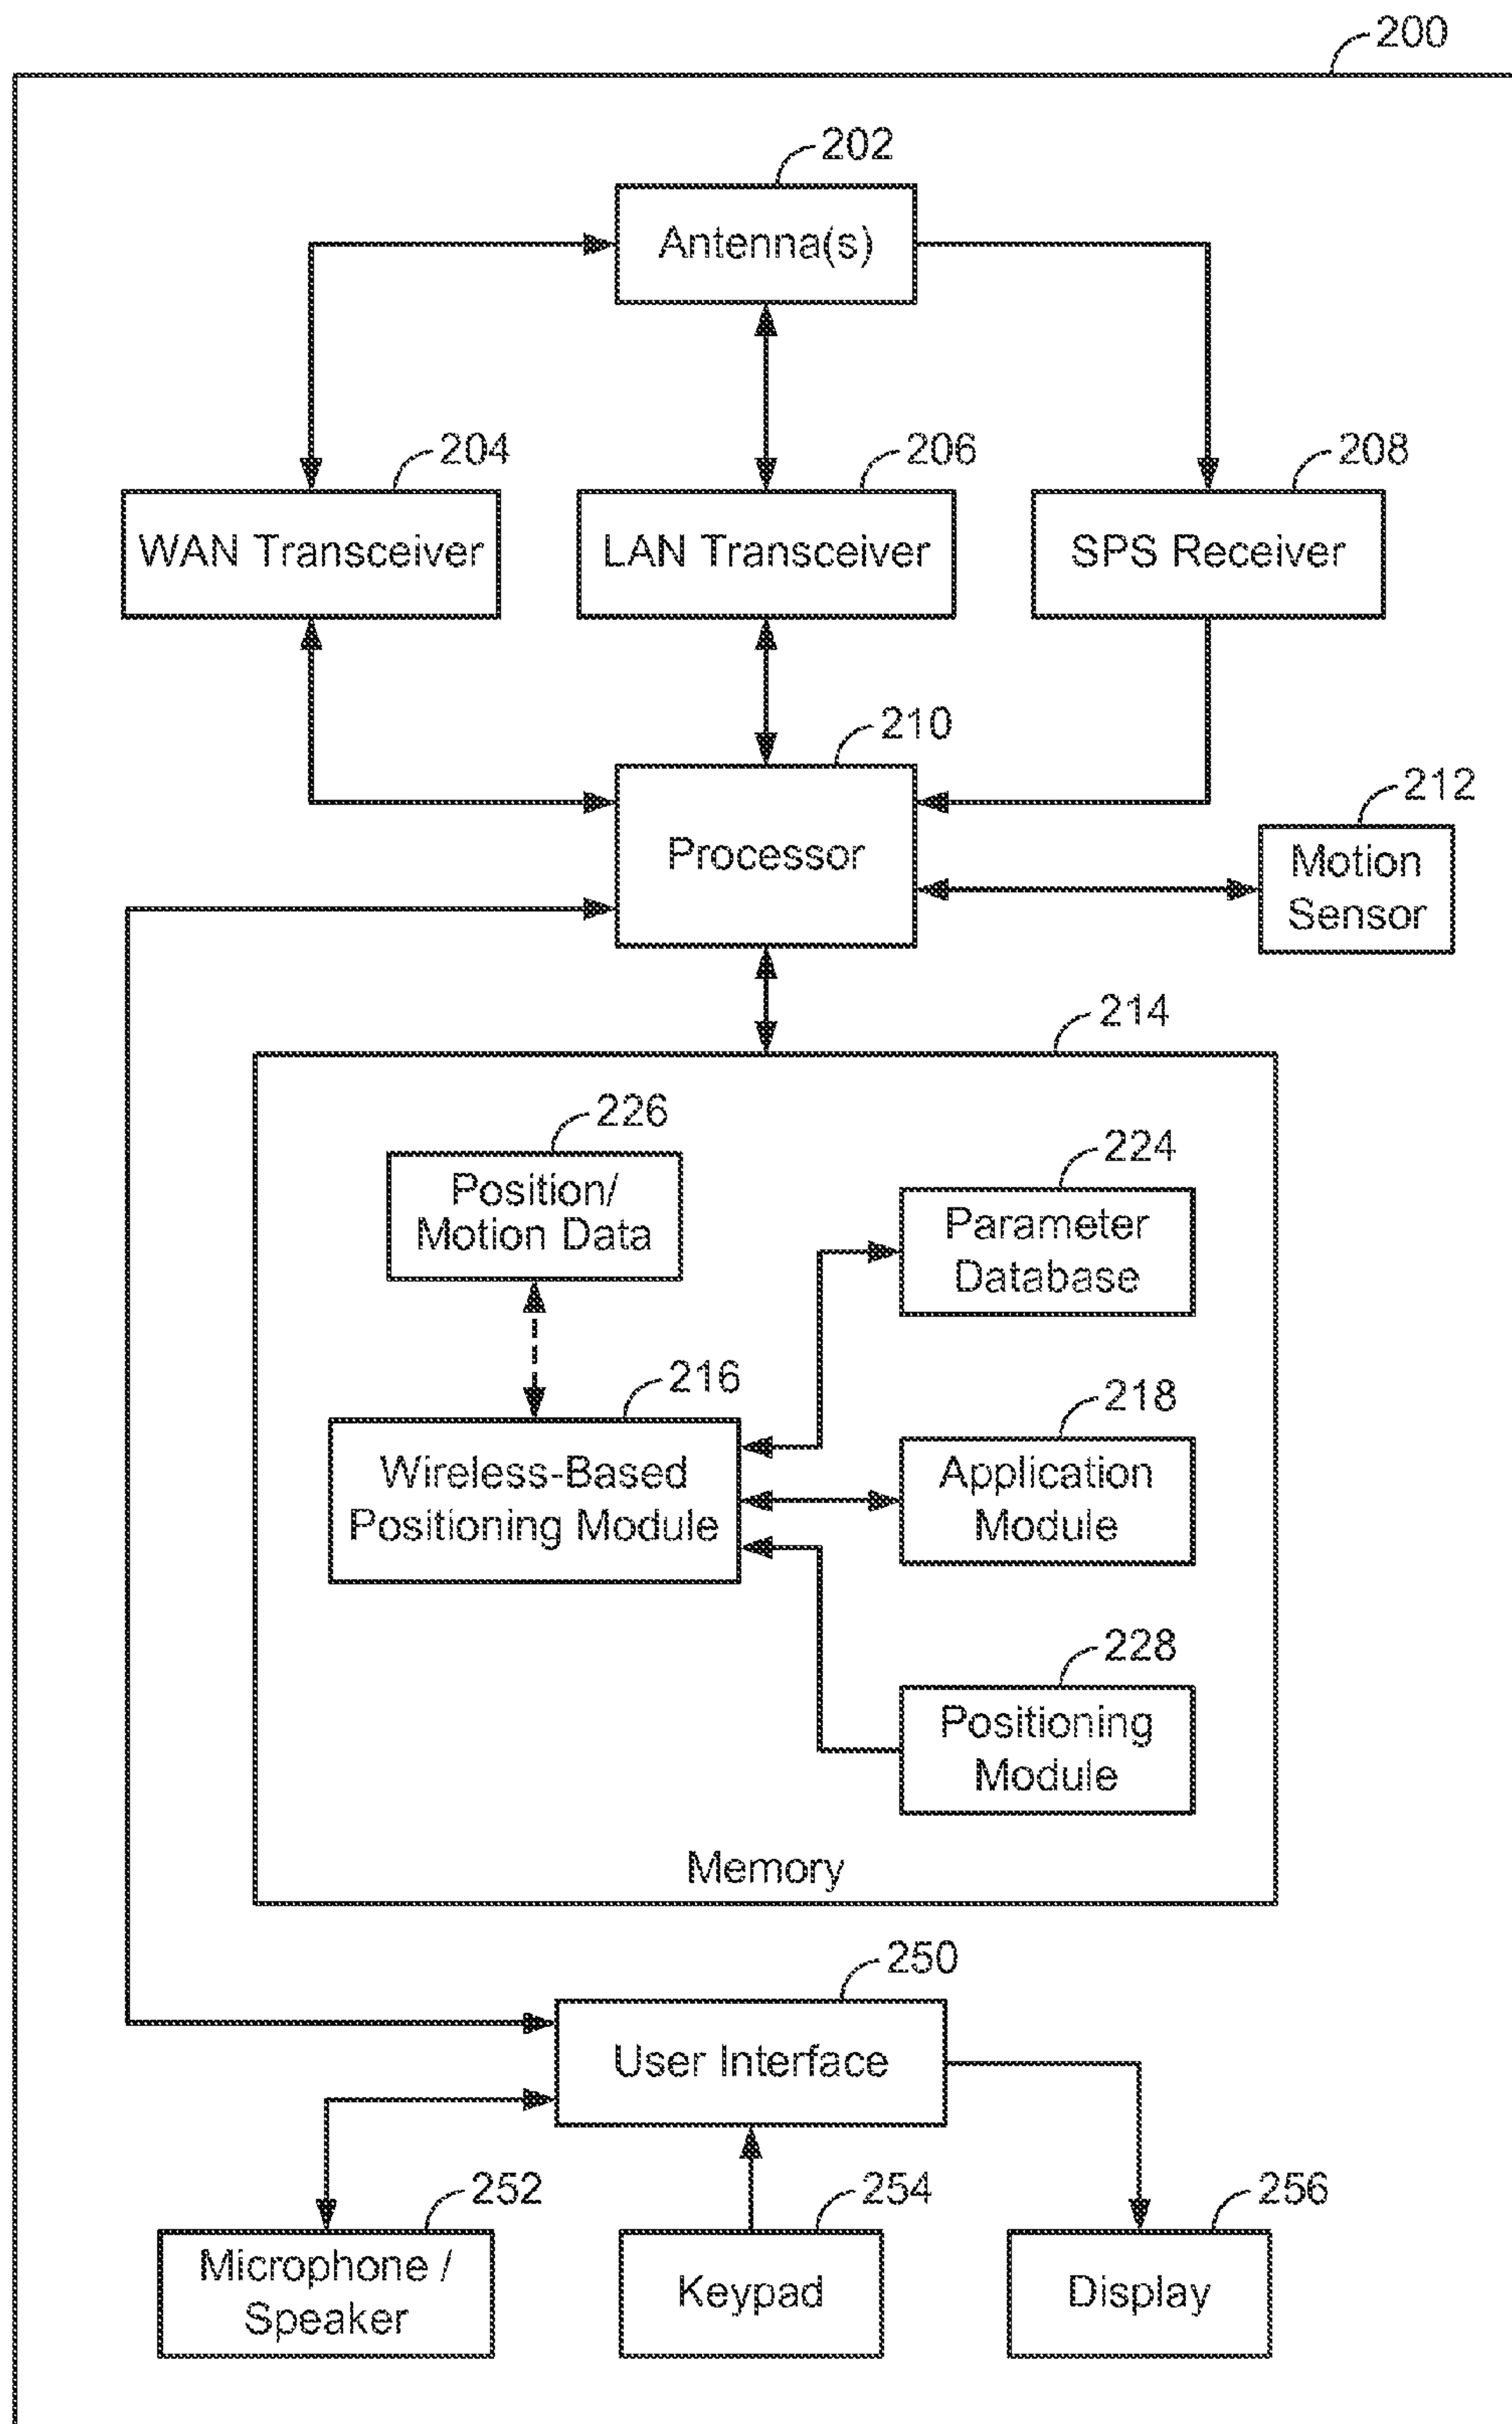 200
202
Antenna(s)
204
206
208
WAN Transceiver
LAN Transceiver
SPS Receiver
210
Processor
212
Motion
Sensor
214
226
Position/
Motion Data
224
Parameter
Database
216
Wireless-Based
Positioning Module
218
Application
Module
228
Positioning
Module
Memory
250
User Interface
252
Microphone /
Speaker
254
Keypad
256
Display